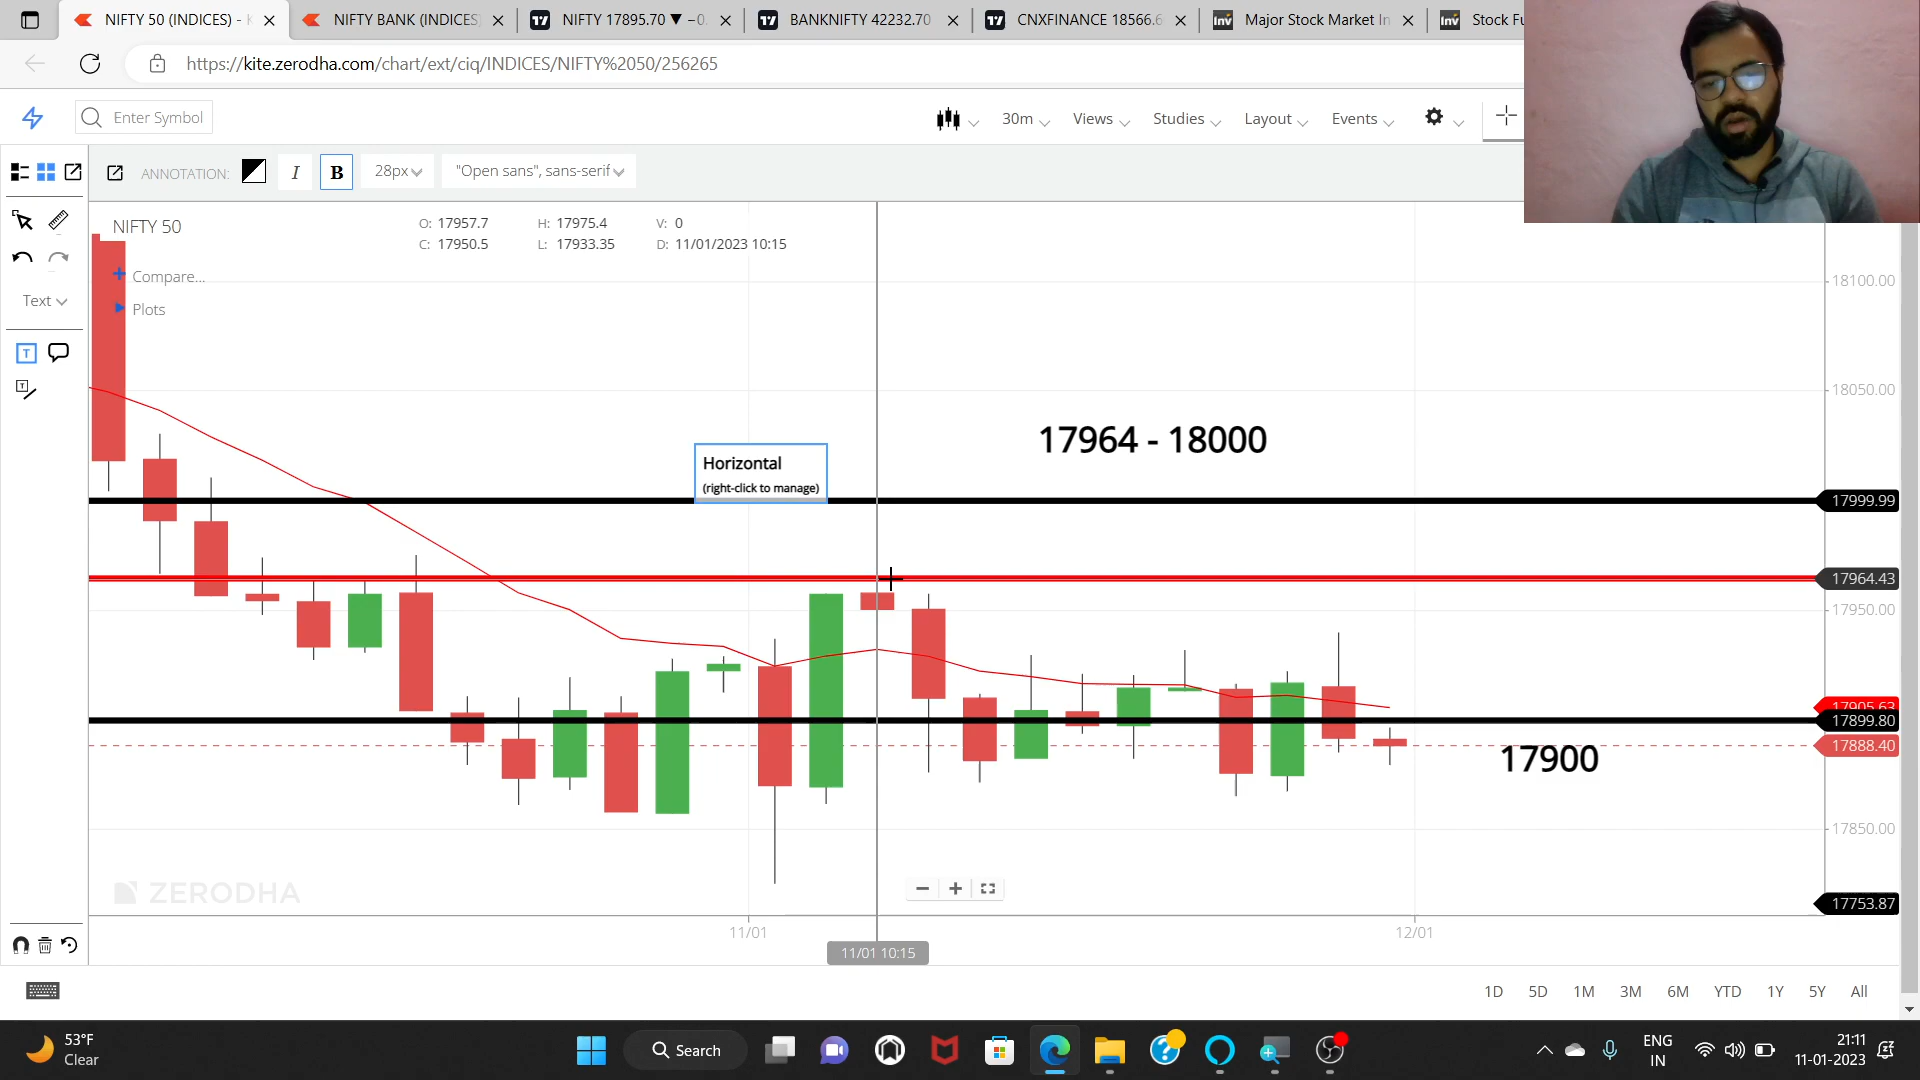 NIFTY 50 (INDICES) - K
NIFTY BANK (INDICES)
NIFTY 17895.70 ▼ −0.
BANKNIFTY 42232.70
CNXFINANCE 18566.6
Inv Major Stock Market In
Inv Stock Fu
https://kite.zerodha.com/chart/ext/ciq/INDICES/NIFTY%2050/256265
Enter Symbol
30m
Views
Studies
Layout
Events
ANNOTATION:
I
B
28px
"Open sans", sans-serif
NIFTY 50
O: 17957.7 H: 17975.4 V: 0
C: 17950.5 L: 17933.35 D: 11/01/2023 10:15
+ Compare...
Plots
Text
T
T
18100.00
18050.00
17964 - 18000
Horizontal
(right-click to manage)
17999.99
17964.43
17950.00
17905.63
17899.80
17888.40
17900
17850.00
17753.87
ZERODHA
11/01
12/01
11/01 10:15
1D 5D 1M 3M 6M YTD 1Y 5Y All
53°F
Clear
Search
ENG
IN
21:11
11-01-2023